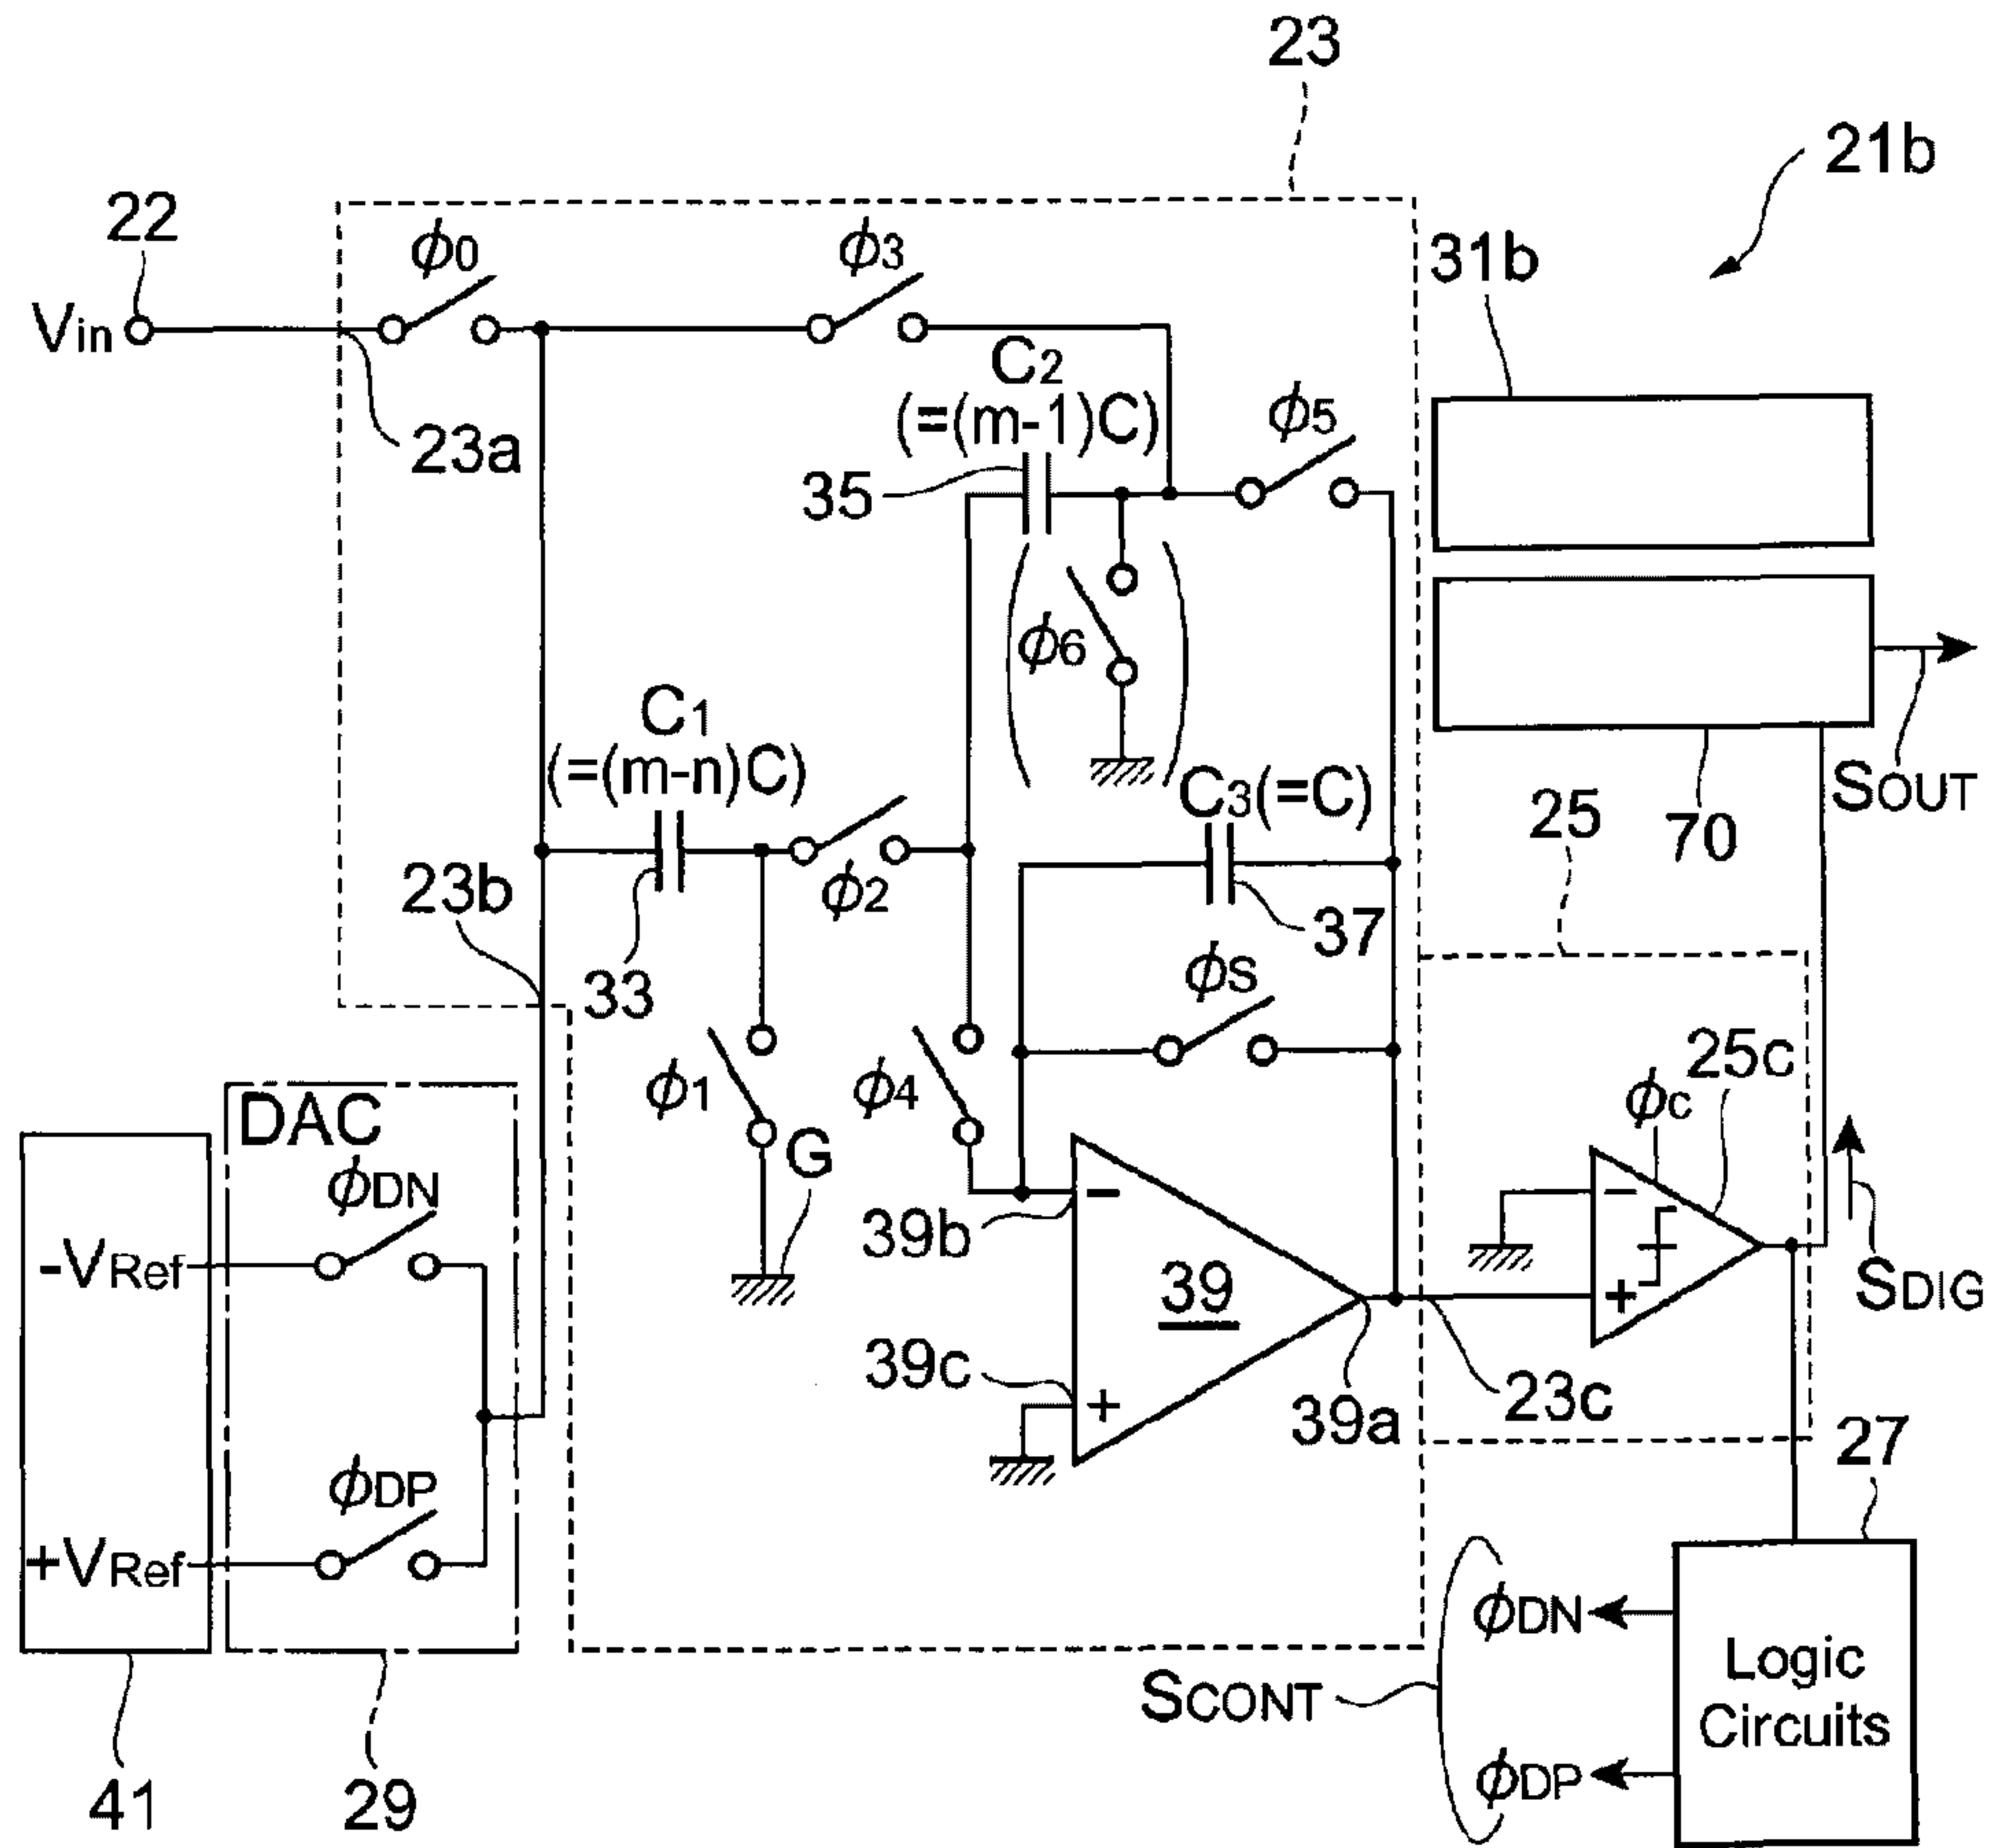 23
21b
22
ϕ0
ϕ3
31b
Vin
C2
(=(m-1)C)
ϕ5
23a
35
ϕ6
C1
(=(m-n)C)
C3(=C)
SOUT
25
70
23b
ϕ2
37
33
ϕS
25c
ϕ1
ϕ4
ϕC
DAC
G
ϕDN
39b
-
-
-VRef
39
SDIG
+
39c
+
39a
23c
27
ϕDP
+VRef
ϕDN
Logic
Circuits
SCONT
ϕDP
41
29